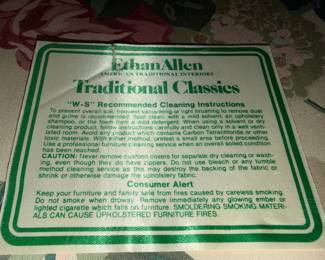 Ethan Allen
AMERICAN TRADITIONAL INTERIORS
Traditional Classics
"W-S" Recommended Cleaning Instructions
To prevent overall soil, frequent vacuuming or light brushing to remove dust
and grime is recommended. Spot clean, with a mild solvent, an upholstery
shampoo, or the foam from a mild detergent. When using a solvent or dry
cleaning product, follow instructions carefully and clean only in a well venti-
lated room. Avoid any product which contains Carbon Tetrachloride or other
toxic materials. With either method, pretest a small area before proceeding.
Use a professional furniture cleaning service when an overall soiled condition
has been reached.
CAUTION: Never remove cushion covers for separate dry cleaning or wash-
ing, even though they do have zippers. Do not use bleach or any tumble
method cleaning service as this may destroy the backing of the fabric or
shrink or otherwise damage the upholstery fabric.
Consumer Alert
Keep your furniture and family safe from fires caused by careless smoking.
Do not smoke when drowsy. Remove immediately any glowing ember or
lighted cigarette which falls on furniture. SMOLDERING SMOKING MATERI-
ALS CAN CAUSE UPHOLSTERED FURNITURE FIRES.